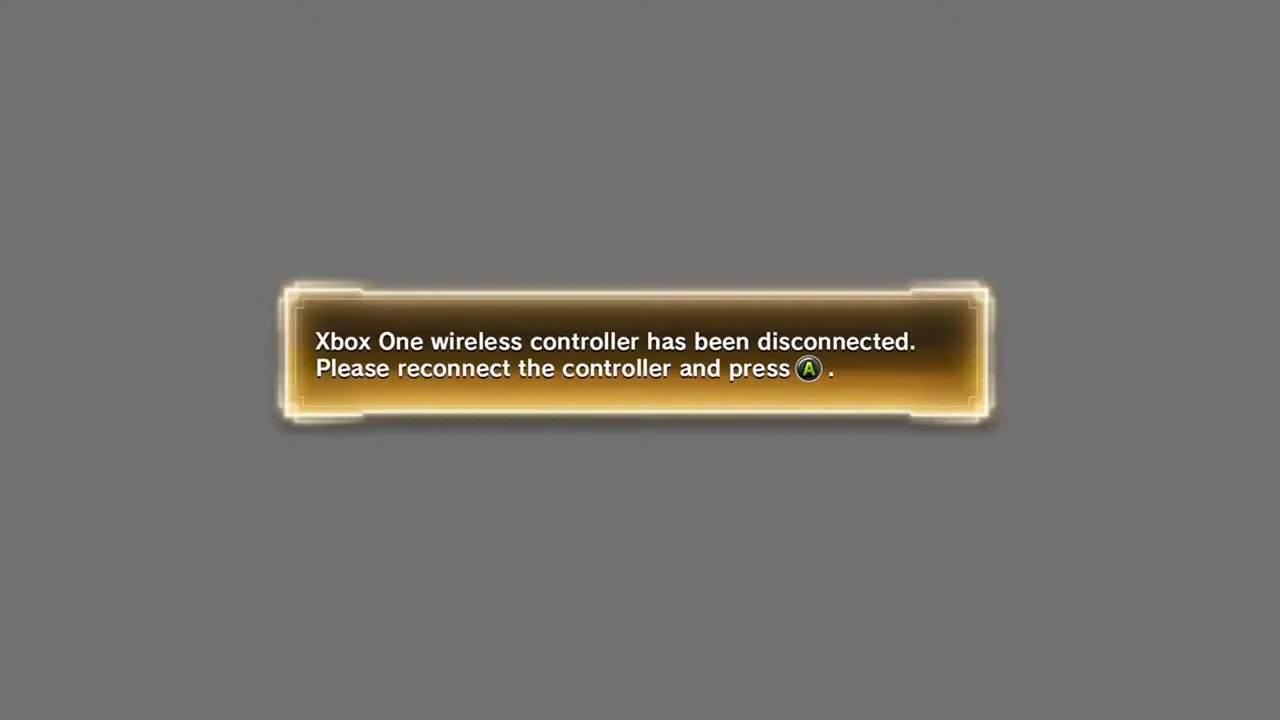 Xbox One wireless controller has been disconnected.
Please reconnect the controller and press A .